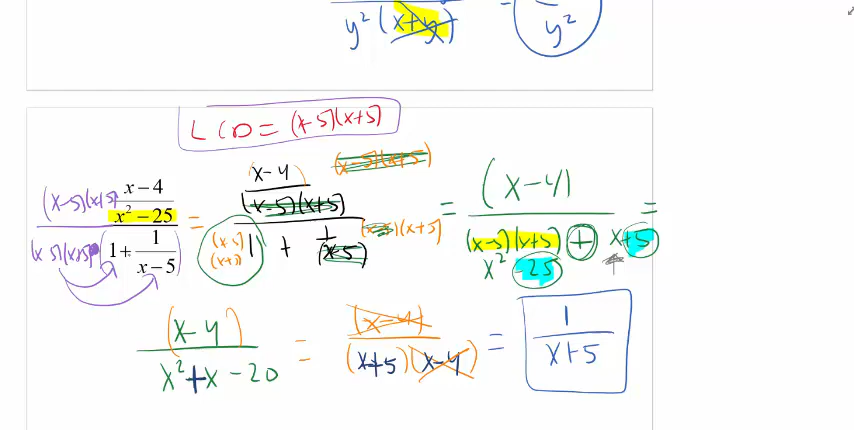 y² (x+y) = y²
LCD = (x-5)(x+5)
(x-5)(x+5) x − 4 / x² − 25 = x-4 / (x-5)(x+5) (x-5)(x+5) = (x-4)
(x-5)(x+5) (1 + 1 / x − 5) (x-5)(x+5) 1 + 1 / (x-5) (x-5)(x+5) (x-5)(x+5) + x+5 =
x² -25
(x-4) / x²+x-20 = (x-4) / (x+5)(x-4) = 1 / x+5